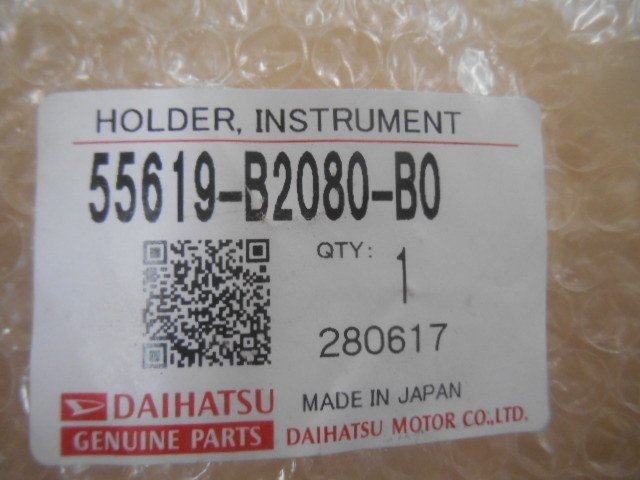 HOLDER, INSTRUMENT
55619-B2080-B0
QTY: 1
280617
DAIHATSU MADE IN JAPAN
GENUINE PARTS DAIHATSU MOTOR CO.,LTD.